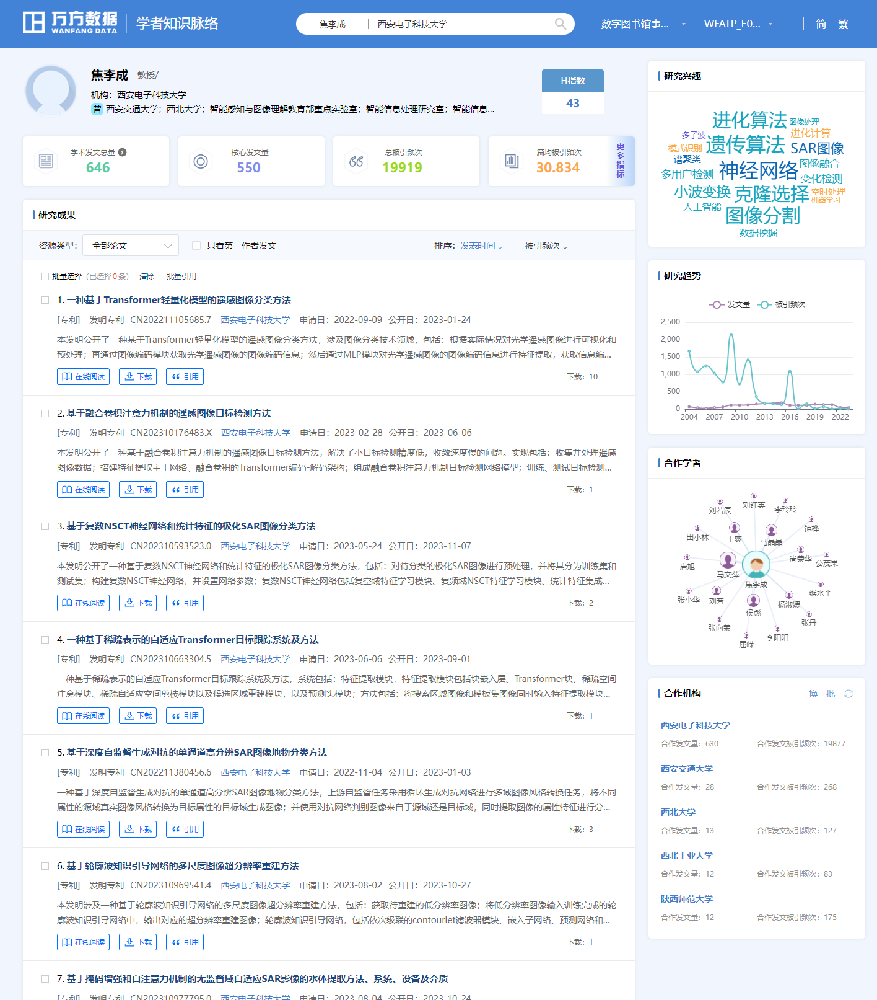 万方数据
WANFANG DATA
学者知识脉络
焦李成
西安电子科技大学
数字图书馆事...
WFATP_E0...
简 繁
焦李成 教授/
机构：西安电子科技大学
曾 西安交通大学；西北大学；智能感知与图像理解教育部重点实验室；智能信息处理研究室；智能信息...
H指数
43
学术发文总量
646
核心发文量
550
总被引频次
19919
篇均被引频次
30.834
更多指标
研究成果
资源类型： 全部论文 只看第一作者发文 排序：发表时间↓ 被引频次↓
批量选择 (已选择0条) 清除 批量引用
1. 一种基于Transformer轻量化模型的遥感图像分类方法
[专利] 发明专利 CN202211105685.7 西安电子科技大学 申请日：2022-09-09 公开日：2023-01-24
本发明公开了一种基于Transformer轻量化模型的遥感图像分类方法，涉及图像分类技术领域，包括：根据实际情况对光学遥感图像进行可视化和
预处理；再通过图像编码模块获取光学遥感图像的图像编码信息；然后通过MLP模块对光学遥感图像的图像编码信息进行特征提取，获取信息编...
在线阅读 下载 引用 下载：10
2. 基于融合卷积注意力机制的遥感图像目标检测方法
[专利] 发明专利 CN202310176483.X 西安电子科技大学 申请日：2023-02-28 公开日：2023-06-06
本发明公开了一种基于融合卷积注意力机制的遥感图像目标检测方法，解决了小目标检测精度低，收敛速度慢的问题。实现包括：收集并处理遥感
图像数据；搭建特征提取主干网络、融合卷积的Transformer编码-解码架构；组成融合卷积注意力机制目标检测网络模型；训练、测试目标检测...
在线阅读 下载 引用 下载：1
3. 基于复数NSCT神经网络和统计特征的极化SAR图像分类方法
[专利] 发明专利 CN202310593523.0 西安电子科技大学 申请日：2023-05-24 公开日：2023-11-07
本发明公开了一种基于复数NSCT神经网络和统计特征的极化SAR图像分类方法，包括：对待分类的极化SAR图像进行预处理，并将其分为训练集和
测试集；构建复数NSCT神经网络，并设置网络参数；复数NSCT神经网络包括复空域特征学习模块、复频域NSCT特征学习模块、统计特征集成...
在线阅读 下载 引用 下载：2
4. 一种基于稀疏表示的自适应Transformer目标跟踪系统及方法
[专利] 发明专利 CN202310663304.5 西安电子科技大学 申请日：2023-06-06 公开日：2023-09-01
一种基于稀疏表示的自适应Transformer目标跟踪系统及方法，系统包括：特征提取模块，特征提取模块包括块嵌入层、Transformer块、稀疏空间
注意模块、稀疏自适应空间剪枝模块以及候选区域重建模块，以及预测头模块；方法包括：将搜索区域图像和模板集图像同时输入特征提取模块...
在线阅读 下载 引用 下载：1
5. 基于深度自监督生成对抗的单通道高分辨SAR图像地物分类方法
[专利] 发明专利 CN202211380456.6 西安电子科技大学 申请日：2022-11-04 公开日：2023-01-03
一种基于深度自监督生成对抗的单通道高分辨SAR图像地物分类方法，上游自监督任务采用循环生成对抗网络进行多域图像风格转换任务，将不同
属性的源域真实图像风格转换为目标属性的目标域生成图像；并使用对抗网络判别图像来自于源域还是目标域，同时提取图像的属性特征进行分...
在线阅读 下载 引用 下载：3
6. 基于轮廓波知识引导网络的多尺度图像超分辨率重建方法
[专利] 发明专利 CN202310969541.4 西安电子科技大学 申请日：2023-08-02 公开日：2023-10-27
本发明涉及一种基于轮廓波知识引导网络的多尺度图像超分辨率重建方法，包括：获取待重建的低分辨率图像；将低分辨率图像输入训练完成的轮
廓波知识引导网络中，输出对应的超分辨率重建图像；轮廓波知识引导网络，包括依次级联的contourlet滤波器模块、嵌入子网络、预测网络和...
在线阅读 下载 引用 下载：1
7. 基于掩码增强和自注意力机制的无监督域自适应SAR影像的水体提取方法、系统、设备及介质
[专利] 发明专利 CN202310977795.0 西安电子科技大学 申请日：2023-08-04 公开日：2023-10-24
研究兴趣
进化算法 图像处理
多子波 进化计算
模式识别 遗传算法 SAR图像
谱聚类 神经网络 图像融合
多用户检测 变化检测
小波变换 克隆选择 空时处理
人工智能 机器学习
图像分割
数据挖掘
研究趋势
发文量 被引频次
2,500
2,000
1,500
1,000
500
0
2004 2007 2010 2013 2016 2019 2022
合作学者
刘若辰 刘红英 李玲玲
田小林 王爽 马晶晶 钟桦
唐旭 马文萍 尚荣华 公茂果
焦李成
张小华 刘芳 侯彪 杨淑媛 缑水平
张向荣 屈嵘 李阳阳 张丹
合作机构 换一批
西安电子科技大学
合作发文量：630 合作发文被引频次：19877
西安交通大学
合作发文量：28 合作发文被引频次：268
西北大学
合作发文量：13 合作发文被引频次：127
西北工业大学
合作发文量：12 合作发文被引频次：83
陕西师范大学
合作发文量：12 合作发文被引频次：175